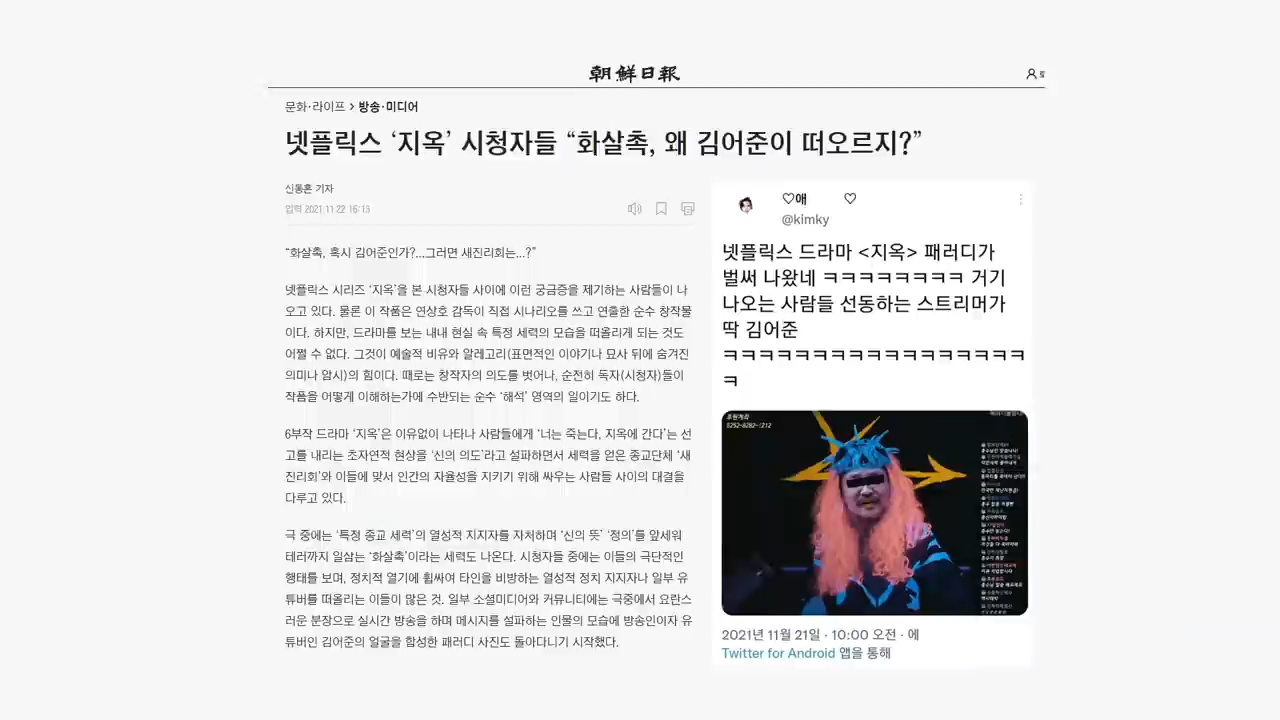 朝鮮日報
문화·라이프 > 방송·미디어
넷플릭스 ‘지옥’ 시청자들 “화살촉, 왜 김어준이 떠오르지?”
신동흔 기자
입력 2021.11.22 16:13
“화살촉, 혹시 김어준인가?...그러면 새진리회는...?”
넷플릭스 시리즈 ‘지옥’을 본 시청자들 사이에 이런 궁금증을 제기하는 사람들이 나
오고 있다. 물론 이 작품은 연상호 감독이 직접 시나리오를 쓰고 연출한 순수 창작물
이다. 하지만, 드라마를 보는 내내 현실 속 특정 세력의 모습을 떠올리게 되는 것도
어쩔 수 없다. 그것이 예술적 비유와 알레고리(표면적인 이야기나 묘사 뒤에 숨겨진
의미나 암시)의 힘이다. 때로는 창작자의 의도를 벗어나, 순전히 독자(시청자)들이
작품을 어떻게 이해하는가에 수반되는 순수 ‘해석’ 영역의 일이기도 하다.
6부작 드라마 ‘지옥’은 이유없이 나타나 사람들에게 ‘너는 죽는다, 지옥에 간다’는 선
고를 내리는 초자연적 현상을 ‘신의 의도’라고 설파하면서 세력을 얻은 종교단체 ‘새
진리회’와 이들에 맞서 인간의 자율성을 지키기 위해 싸우는 사람들 사이의 대결을
다루고 있다.
극 중에는 ‘특정 종교 세력’의 열성적 지지자를 자처하며 ‘신의 뜻’ ‘정의’를 앞세워
까지 일삼는 ‘화살촉’이라는 세력도 나온다. 시청자들 중에는 이들의 극단적인
행태를 보며, 정치적 열기에 휩싸여 타인을 비방하는 열성적 정치 지지자나 일부 유
튜버를 떠올리는 이들이 많은 것. 일부 소셜미디어와 커뮤니티에는 극중에서 요란스
러운 분장으로 실시간 방송을 하며 메시지를 설파하는 인물의 모습에 방송인이자 유
튜버인 김어준의 얼굴을 합성한 패러디 사진도 돌아다니기 시작했다.
♡애 ♡
@kimky
넷플릭스 드라마 <지옥> 패러디가
벌써 나왔네 ㅋㅋㅋㅋㅋㅋㅋㅋ 거기
나오는 사람들 선동하는 스트리머가
딱 김어준
ㅋㅋㅋㅋㅋㅋㅋㅋㅋㅋㅋㅋㅋㅋㅋㅋㅋ
ㅋ
후원계좌
2021년 11월 21일 · 10:00 오전 · 에
Twitter for Android 앱을 통해